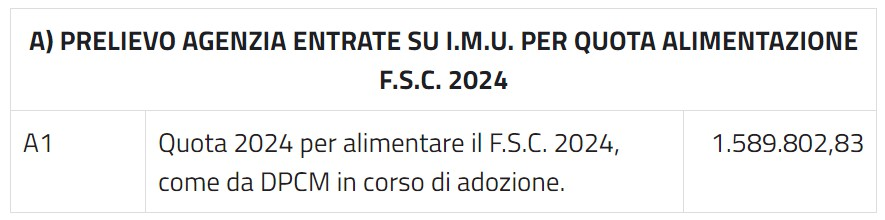 A) PRELIEVO AGENZIA ENTRATE SU I.M.U. PER QUOTA ALIMENTAZIONE
F.S.C. 2024
A1 Quota 2024 per alimentare il F.S.C. 2024, 1.589.802,83
come da DPCM in corso di adozione.